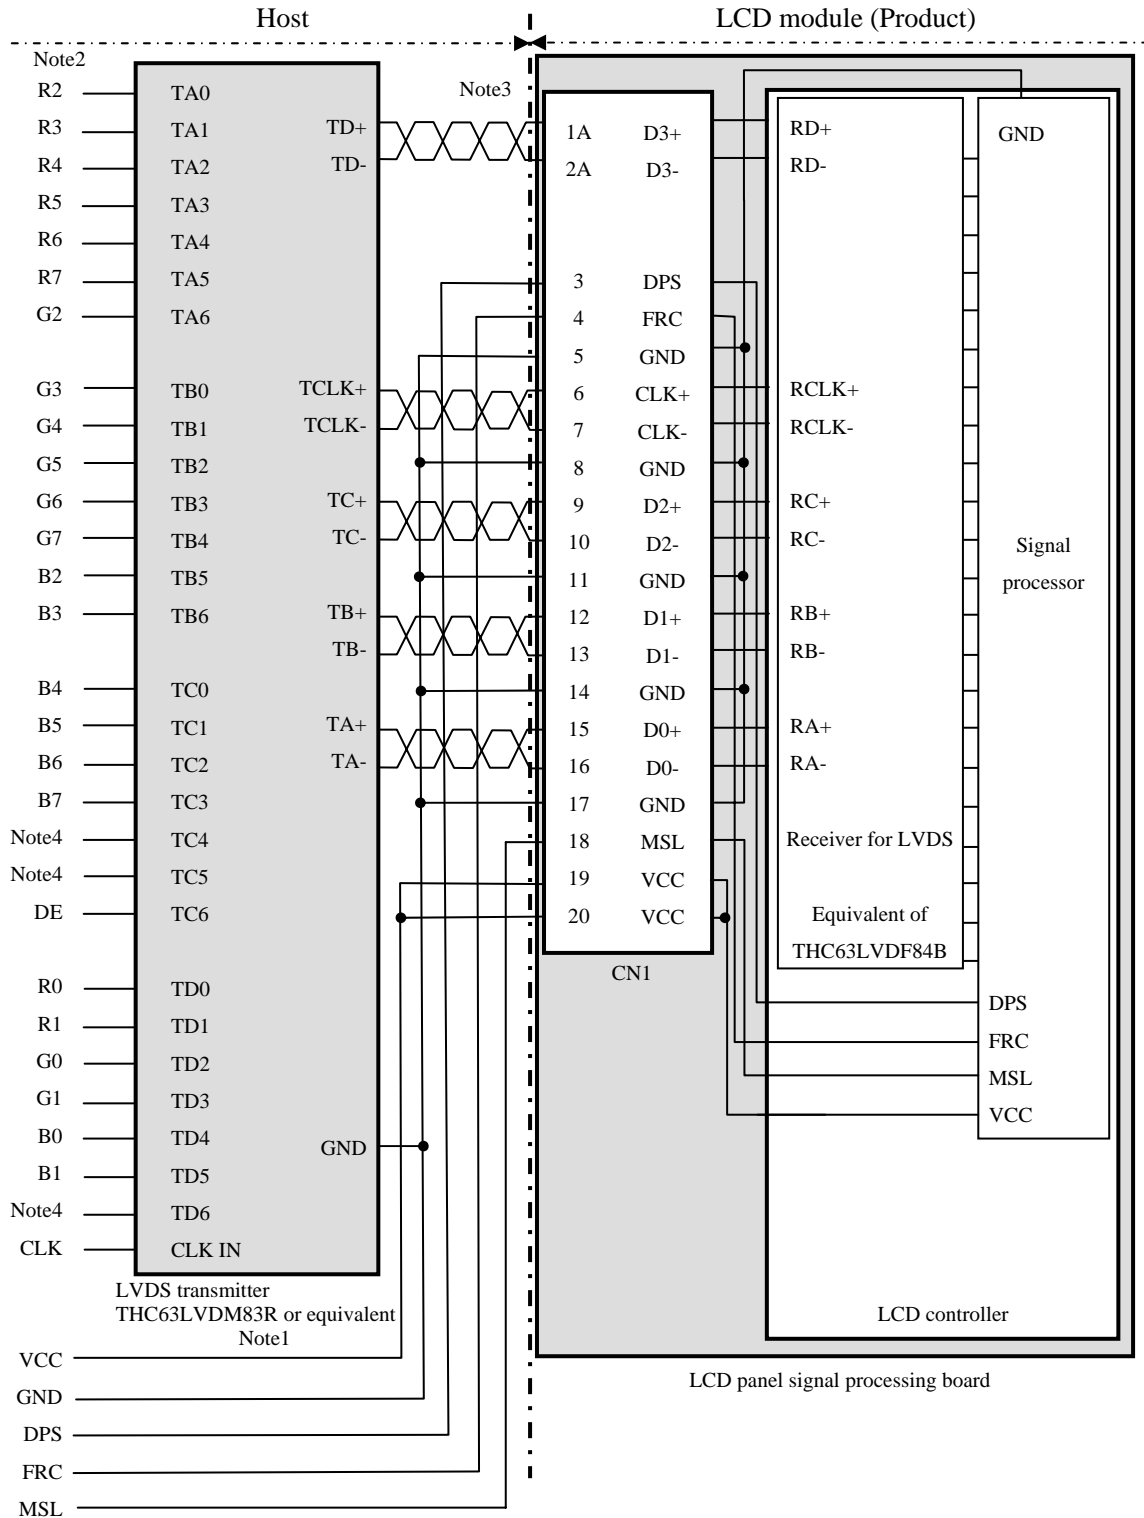 Host
LCD module (Product)
Note2
R2
R3
R4
R5
R6
R7
G2
G3
G4
G5
G6
G7
B2
B3
B4
B5
B6
B7
Note4
Note4
DE
R0
R1
G0
G1
B0
B1
Note4
CLK
TA0
TA1
TA2
TA3
TA4
TA5
TA6
TB0
TB1
TB2
TB3
TB4
TB5
TB6
TC0
TC1
TC2
TC3
TC4
TC5
TC6
TD0
TD1
TD2
TD3
TD4
TD5
TD6
CLK IN
TD+
TD-
TCLK+
TCLK-
TC+
TC-
TB+
TB-
TA+
TA-
GND
LVDS transmitter
THC63LVDM83R or equivalent
Note1
VCC
GND
DPS
FRC
MSL
Note3
1A D3+
2A D3-
3 DPS
4 FRC
5 GND
6 CLK+
7 CLK-
8 GND
9 D2+
10 D2-
11 GND
12 D1+
13 D1-
14 GND
15 D0+
16 D0-
17 GND
18 MSL
19 VCC
20 VCC
CN1
RD+
RD-
RCLK+
RCLK-
RC+
RC-
RB+
RB-
RA+
RA-
Receiver for LVDS
Equivalent of
THC63LVDF84B
GND
Signal
processor
DPS
FRC
MSL
VCC
LCD controller
LCD panel signal processing board